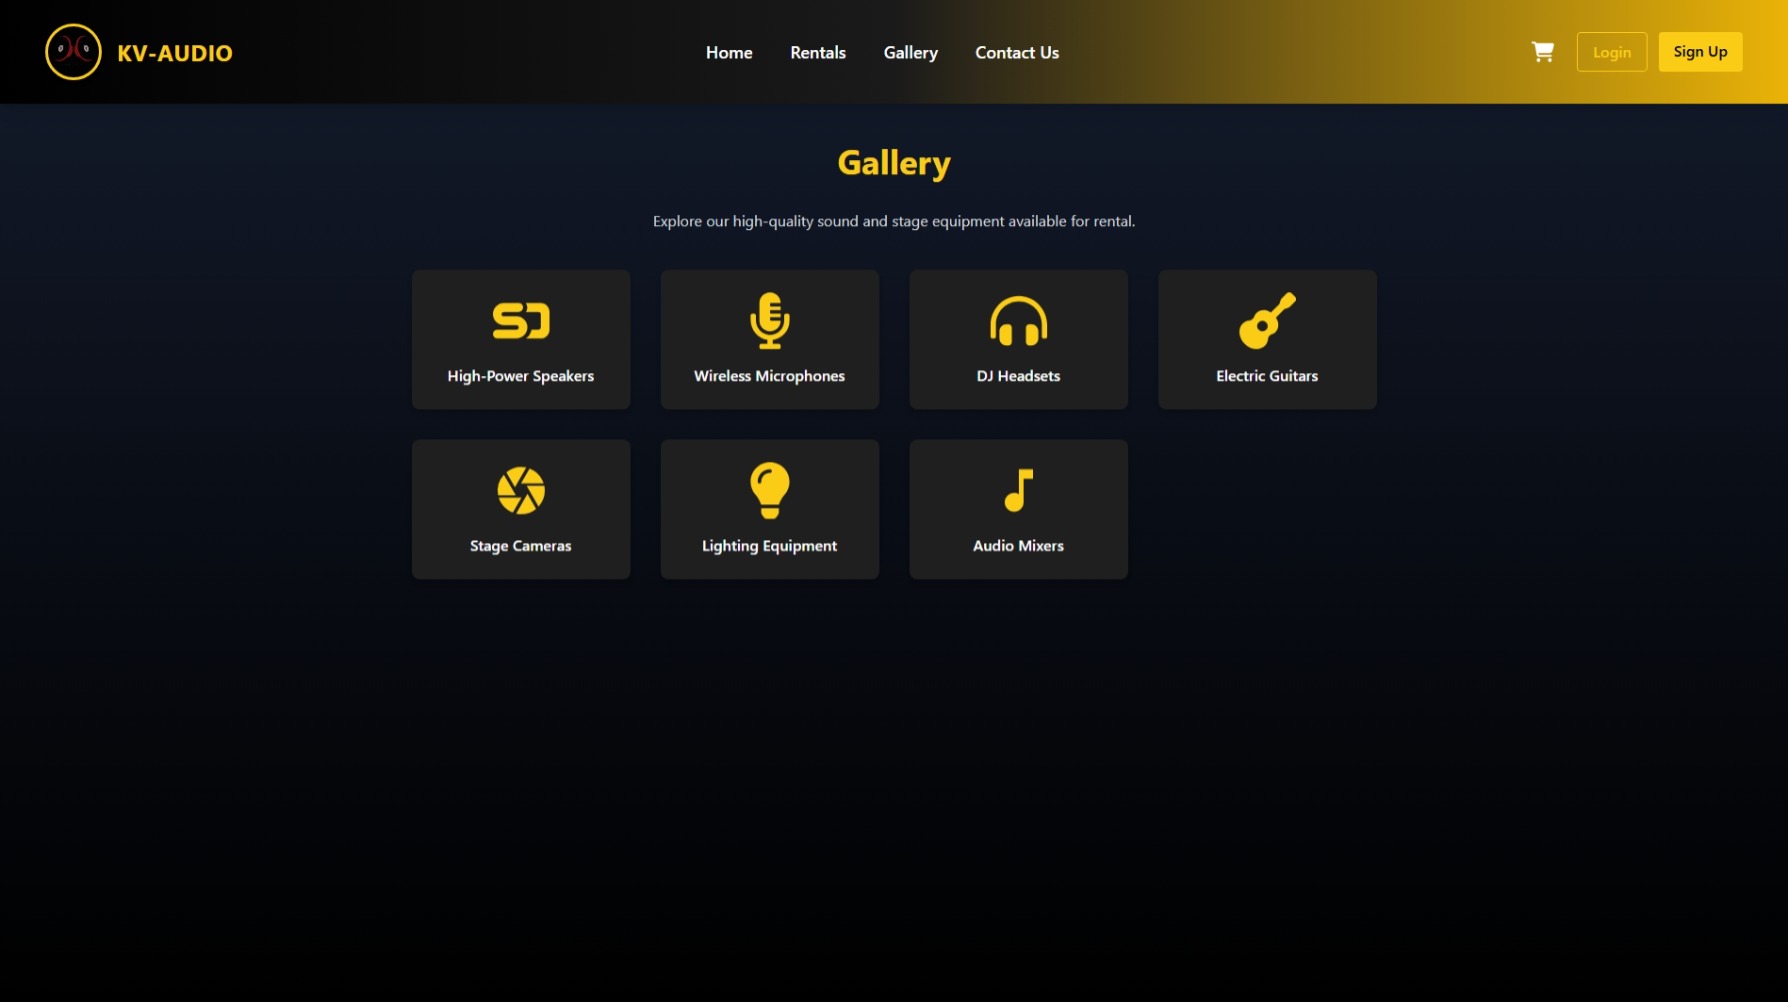 KV-AUDIO
Home Rentals Gallery Contact Us
Login Sign Up
Gallery
Explore our high-quality sound and stage equipment available for rental.
High-Power Speakers Wireless Microphones DJ Headsets Electric Guitars
Stage Cameras Lighting Equipment Audio Mixers